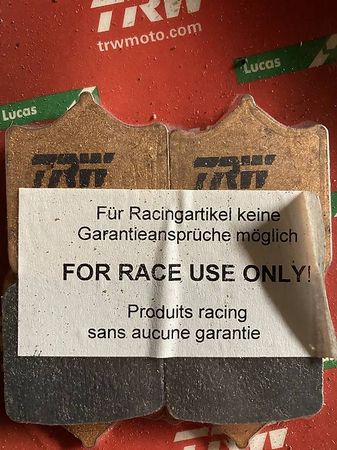 TRW
trwmoto.com
Lucas
Lucas
TRW TRW
Für Racingartikel keine
Garantieansprüche möglich
FOR RACE USE ONLY!
Produits racing
sans aucune garantie
TRW